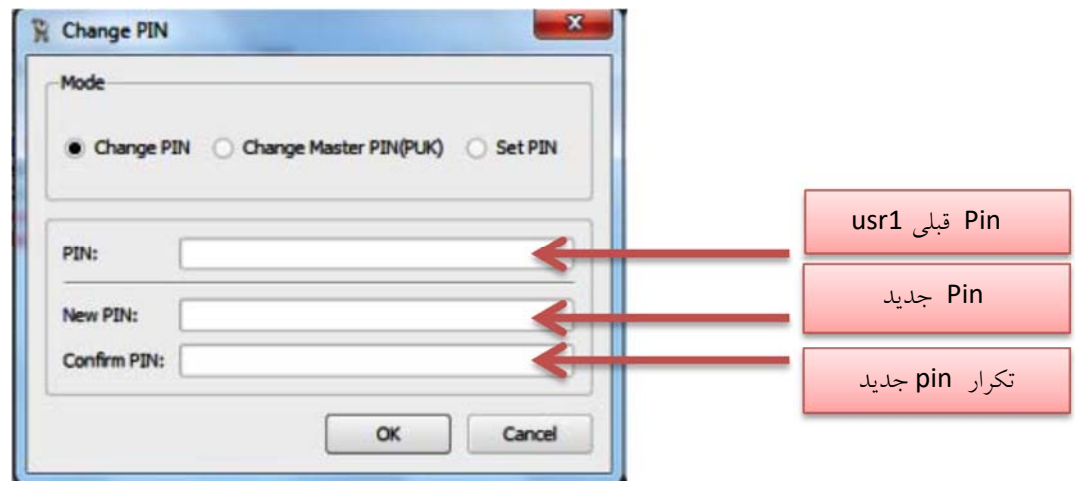 Change PIN
Mode
Change PIN Change Master PIN(PUK) Set PIN
PIN:
New PIN:
Confirm PIN:
OK Cancel
Pin قبلی usr1
Pin جدید
تکرار pin جدید